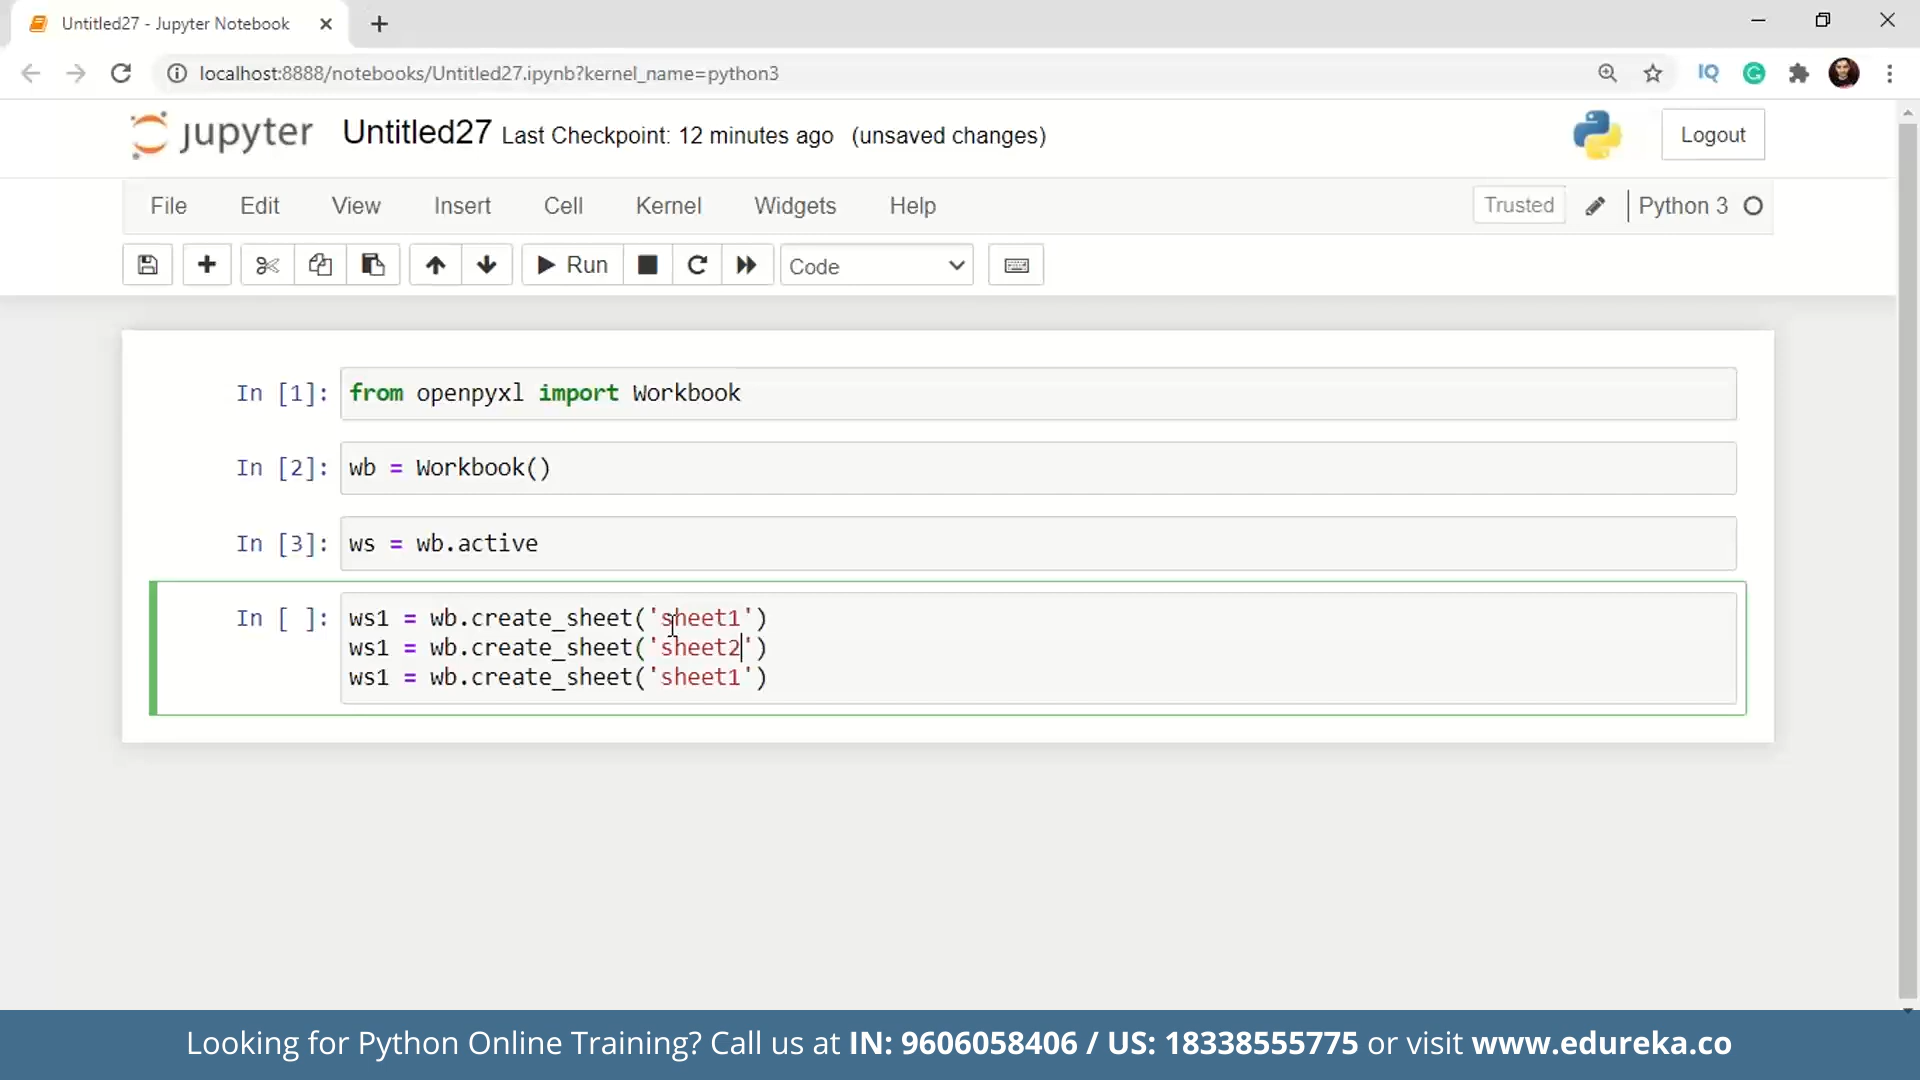 Untitled27 - Jupyter Notebook
localhost:8888/notebooks/Untitled27.ipynb?kernel_name=python3
IQ
G
jupyter Untitled27 Last Checkpoint: 12 minutes ago (unsaved changes)
Logout
File Edit View Insert Cell Kernel Widgets Help
Trusted Python 3
Run Code
In [1]: from openpyxl import Workbook
In [2]: wb = Workbook()
In [3]: ws = wb.active
In [ ]: ws1 = wb.create_sheet('sheet1')
ws1 = wb.create_sheet('sheet2')
ws1 = wb.create_sheet('sheet1')
Looking for Python Online Training? Call us at IN: 9606058406 / US: 18338555775 or visit www.edureka.co